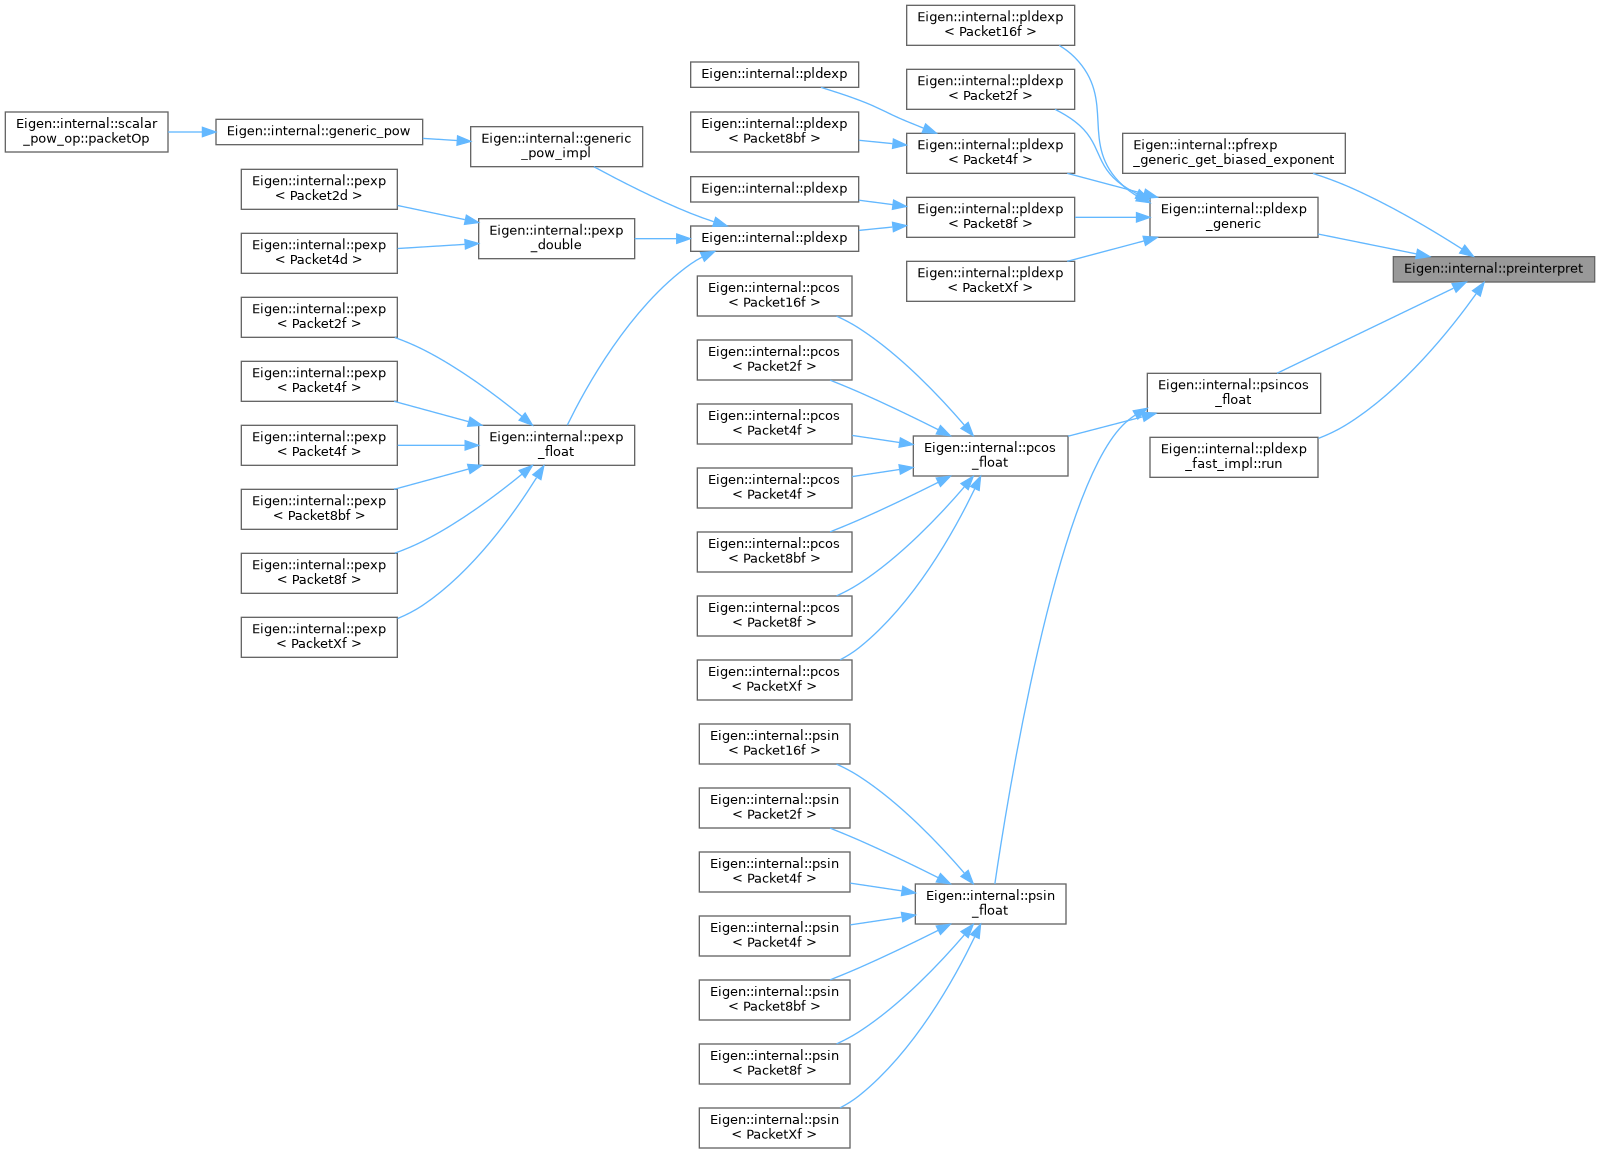 Eigen::internal::scalar
_pow_op::packetOp
Eigen::internal::generic_pow
Eigen::internal::pexp
< Packet2d >
Eigen::internal::pexp
< Packet4d >
Eigen::internal::pexp
< Packet2f >
Eigen::internal::pexp
< Packet4f >
Eigen::internal::pexp
< Packet4f >
Eigen::internal::pexp
< Packet8bf >
Eigen::internal::pexp
< Packet8f >
Eigen::internal::pexp
< PacketXf >
Eigen::internal::generic
_pow_impl
Eigen::internal::pexp
_double
Eigen::internal::pexp
_float
Eigen::internal::pldexp
Eigen::internal::pldexp
< Packet8bf >
Eigen::internal::pldexp
Eigen::internal::pldexp
Eigen::internal::pcos
< Packet16f >
Eigen::internal::pcos
< Packet2f >
Eigen::internal::pcos
< Packet4f >
Eigen::internal::pcos
< Packet4f >
Eigen::internal::pcos
< Packet8bf >
Eigen::internal::pcos
< Packet8f >
Eigen::internal::pcos
< PacketXf >
Eigen::internal::psin
< Packet16f >
Eigen::internal::psin
< Packet2f >
Eigen::internal::psin
< Packet4f >
Eigen::internal::psin
< Packet4f >
Eigen::internal::psin
< Packet8bf >
Eigen::internal::psin
< Packet8f >
Eigen::internal::psin
< PacketXf >
Eigen::internal::pldexp
< Packet16f >
Eigen::internal::pldexp
< Packet2f >
Eigen::internal::pldexp
< Packet4f >
Eigen::internal::pldexp
< Packet8f >
Eigen::internal::pldexp
< PacketXf >
Eigen::internal::pcos
_float
Eigen::internal::psin
_float
Eigen::internal::pfrexp
_generic_get_biased_exponent
Eigen::internal::pldexp
_generic
Eigen::internal::psincos
_float
Eigen::internal::pldexp
_fast_impl::run
Eigen::internal::preinterpret